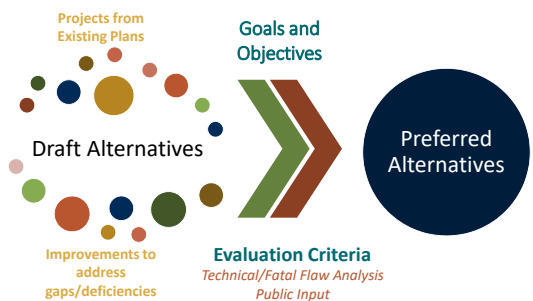 Projects from
Existing Plans
Goals and
Objectives
Draft Alternatives
Preferred
Alternatives
Improvements to
address
gaps/deficiencies
Evaluation Criteria
Technical/Fatal Flaw Analysis
Public Input